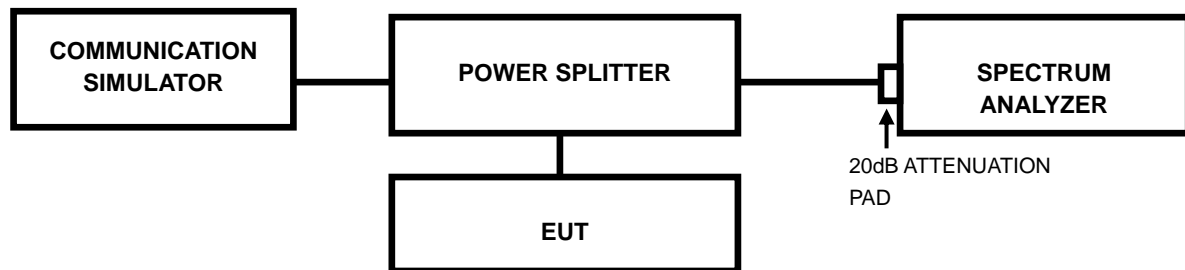 COMMUNICATION
SIMULATOR
POWER SPLITTER
SPECTRUM
ANALYZER
20dB ATTENUATION
PAD
EUT